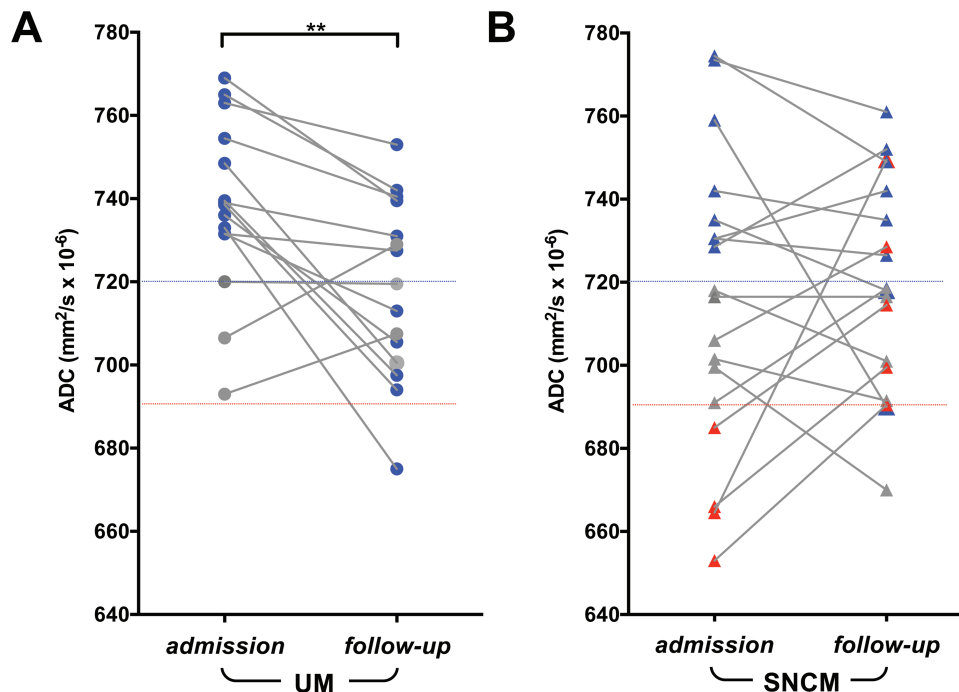 A
**
780
760
740
720
700
680
660
640
ADC (mm²/s x 10⁻⁶)
admission
follow-up
UM
B
780
760
740
720
700
680
660
640
ADC (mm²/s x 10⁻⁶)
admission
follow-up
SNCM